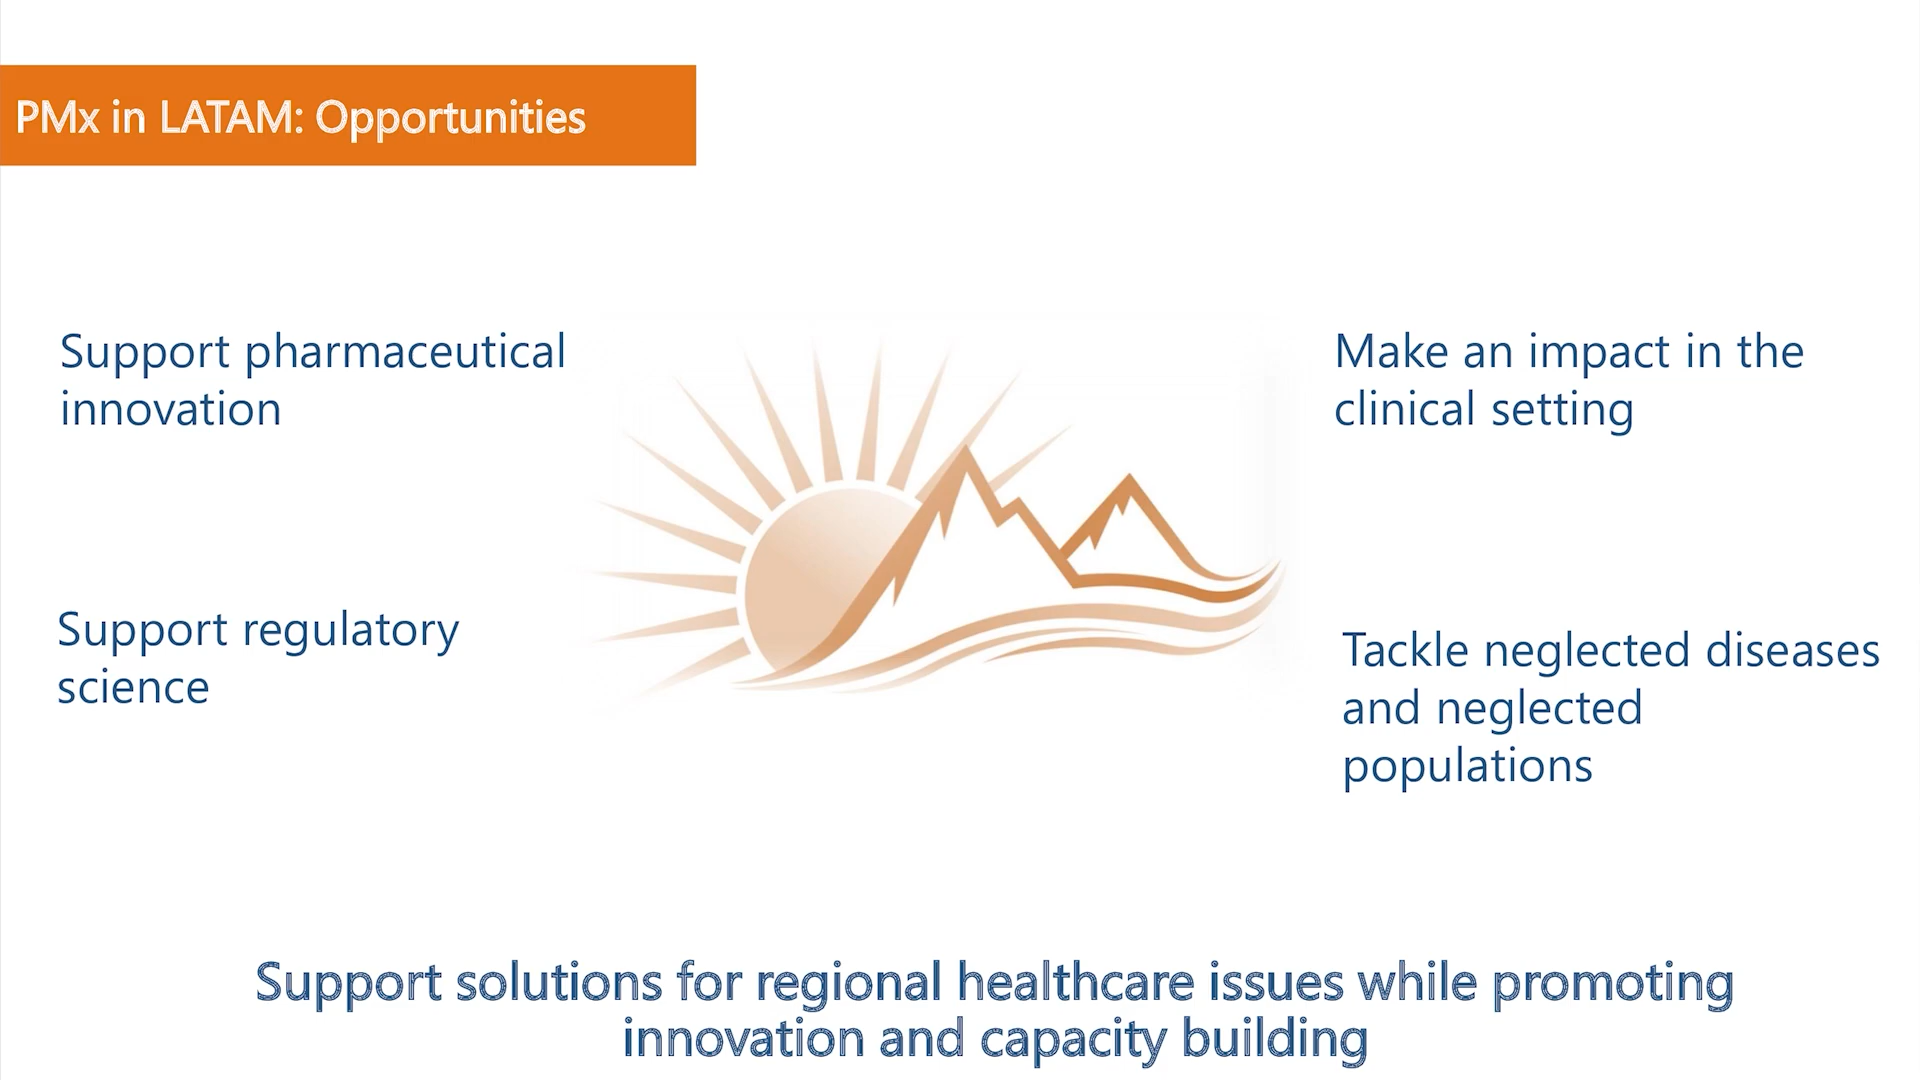 PMx in LATAM: Opportunities
Support pharmaceutical
innovation
Make an impact in the
clinical setting
Support regulatory
science
Tackle neglected diseases
and neglected
populations
Support solutions for regional healthcare issues while promoting
innovation and capacity building